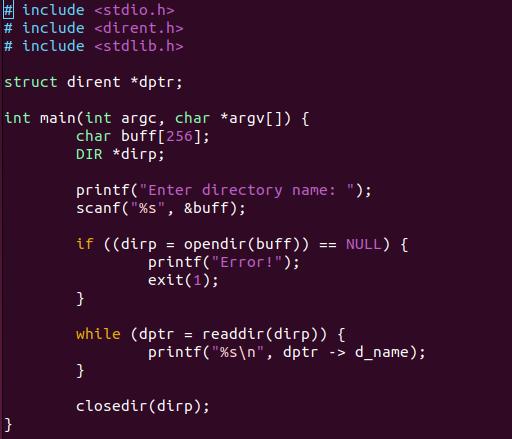 # include <stdio.h>
# include <dirent.h>
# include <stdlib.h>

struct dirent *dptr;

int main(int argc, char *argv[]) {
        char buff[256];
        DIR *dirp;

        printf("Enter directory name: ");
        scanf("%s", &buff);

        if ((dirp = opendir(buff)) == NULL) {
                printf("Error!");
                exit(1);
        }

        while (dptr = readdir(dirp)) {
                printf("%s\n", dptr -> d_name);
        }

        closedir(dirp);
}